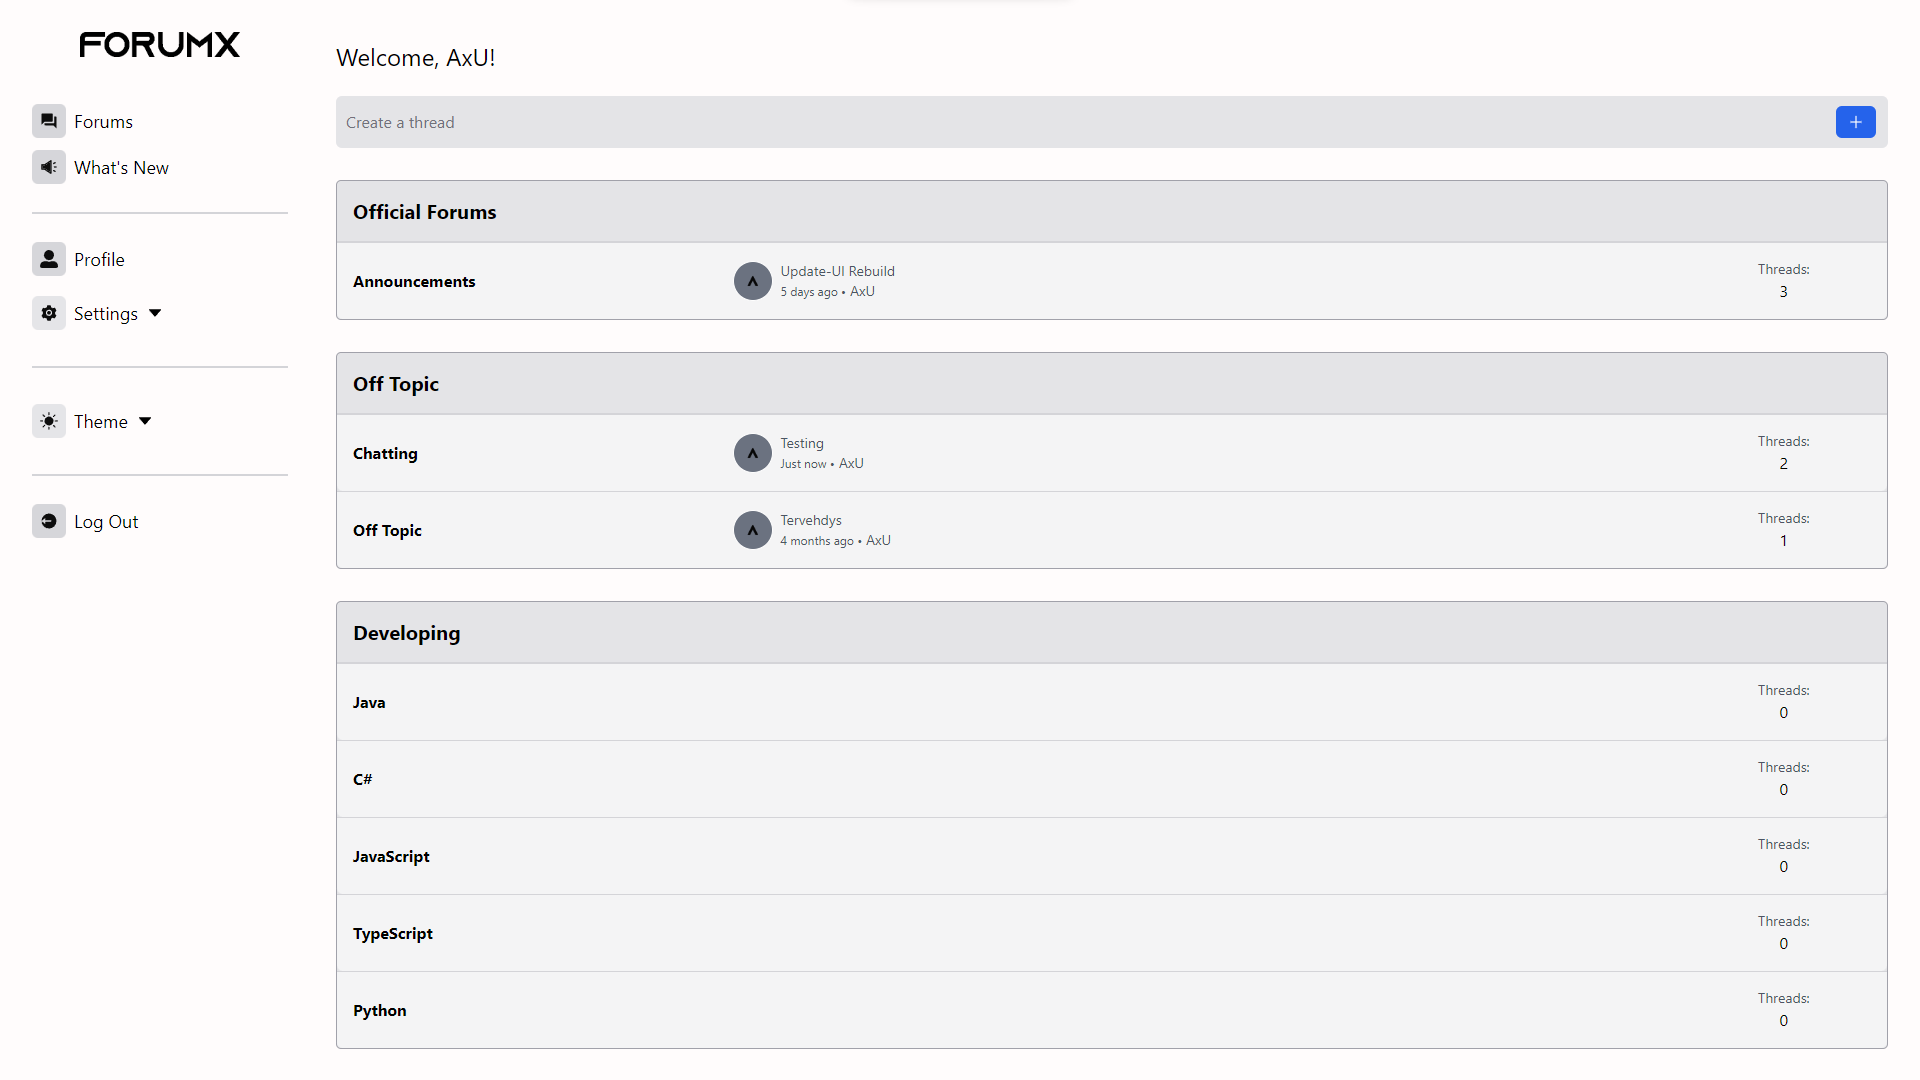 FORUMX
Forums
What's New
Profile
Settings
Theme
Log Out
Welcome, AxU!
Create a thread
+
Official Forums
Announcements
A
Update-UI Rebuild
5 days ago • AxU
Threads:
3
Off Topic
Chatting
A
Testing
Just now • AxU
Threads:
2
Off Topic
A
Tervehdys
4 months ago • AxU
Threads:
1
Developing
Java
Threads:
0
C#
Threads:
0
JavaScript
Threads:
0
TypeScript
Threads:
0
Python
Threads:
0